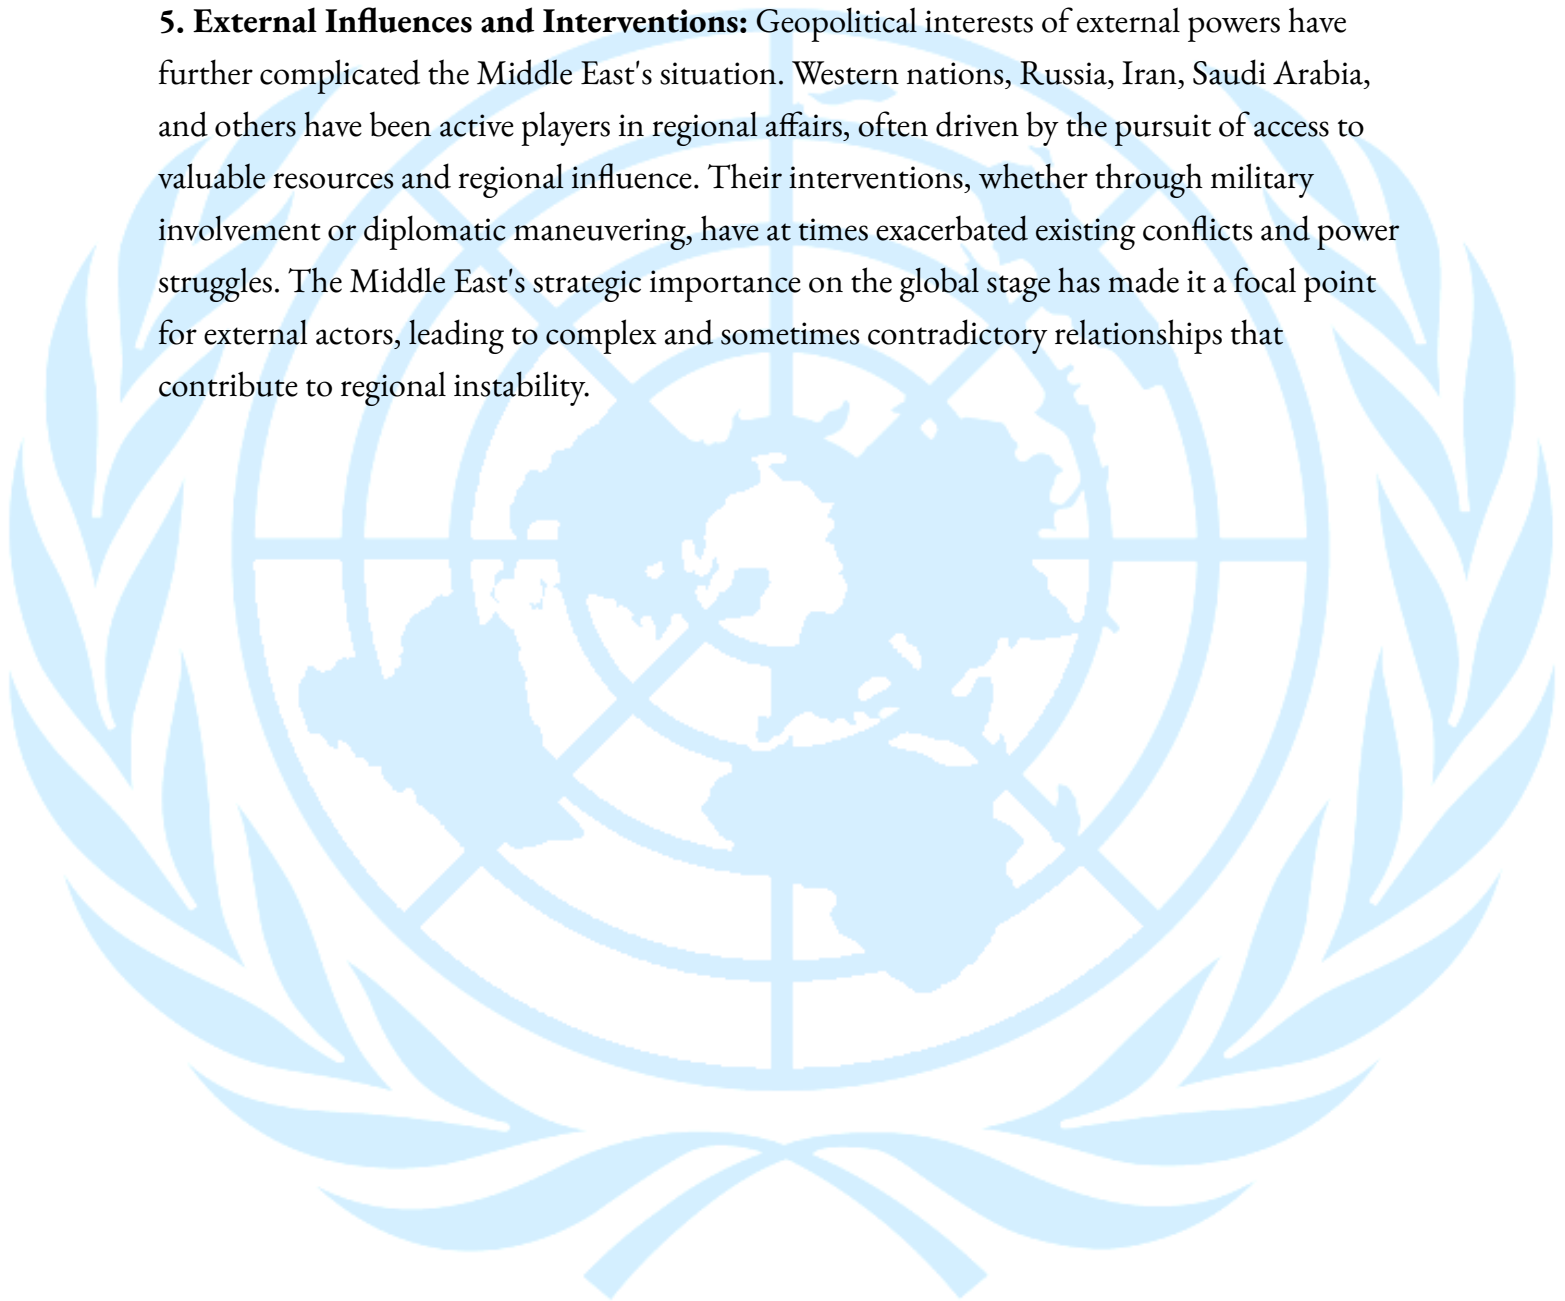 5. External Influences and Interventions: Geopolitical interests of external powers have
further complicated the Middle East's situation. Western nations, Russia, Iran, Saudi Arabia,
and others have been active players in regional affairs, often driven by the pursuit of access to
valuable resources and regional influence. Their interventions, whether through military
involvement or diplomatic maneuvering, have at times exacerbated existing conflicts and power
struggles. The Middle East's strategic importance on the global stage has made it a focal point
for external actors, leading to complex and sometimes contradictory relationships that
contribute to regional instability.